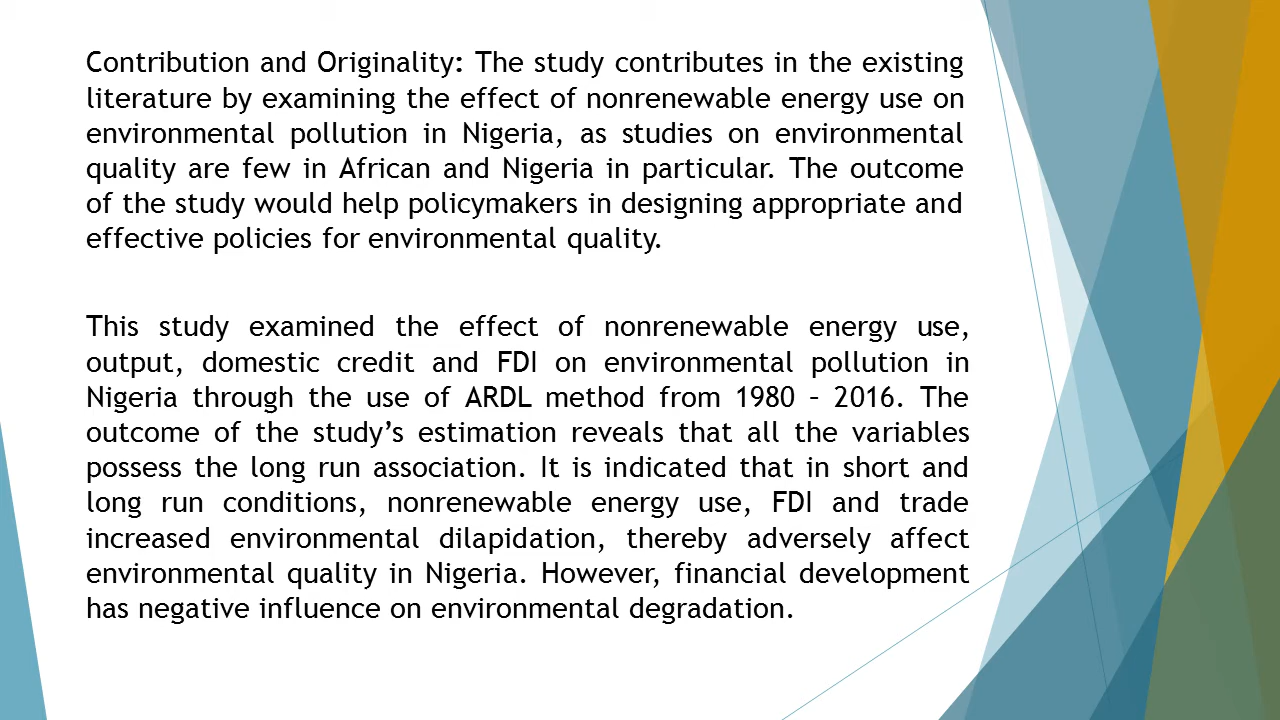 Contribution and Originality: The study contributes in the existing
literature by examining the effect of nonrenewable energy use on
environmental pollution in Nigeria, as studies on environmental
quality are few in African and Nigeria in particular. The outcome
of the study would help policymakers in designing appropriate and
effective policies for environmental quality.
This study examined the effect of nonrenewable energy use,
output, domestic credit and FDI on environmental pollution in
Nigeria through the use of ARDL method from 1980 – 2016. The
outcome of the study’s estimation reveals that all the variables
possess the long run association. It is indicated that in short and
long run conditions, nonrenewable energy use, FDI and trade
increased environmental dilapidation, thereby adversely affect
environmental quality in Nigeria. However, financial development
has negative influence on environmental degradation.